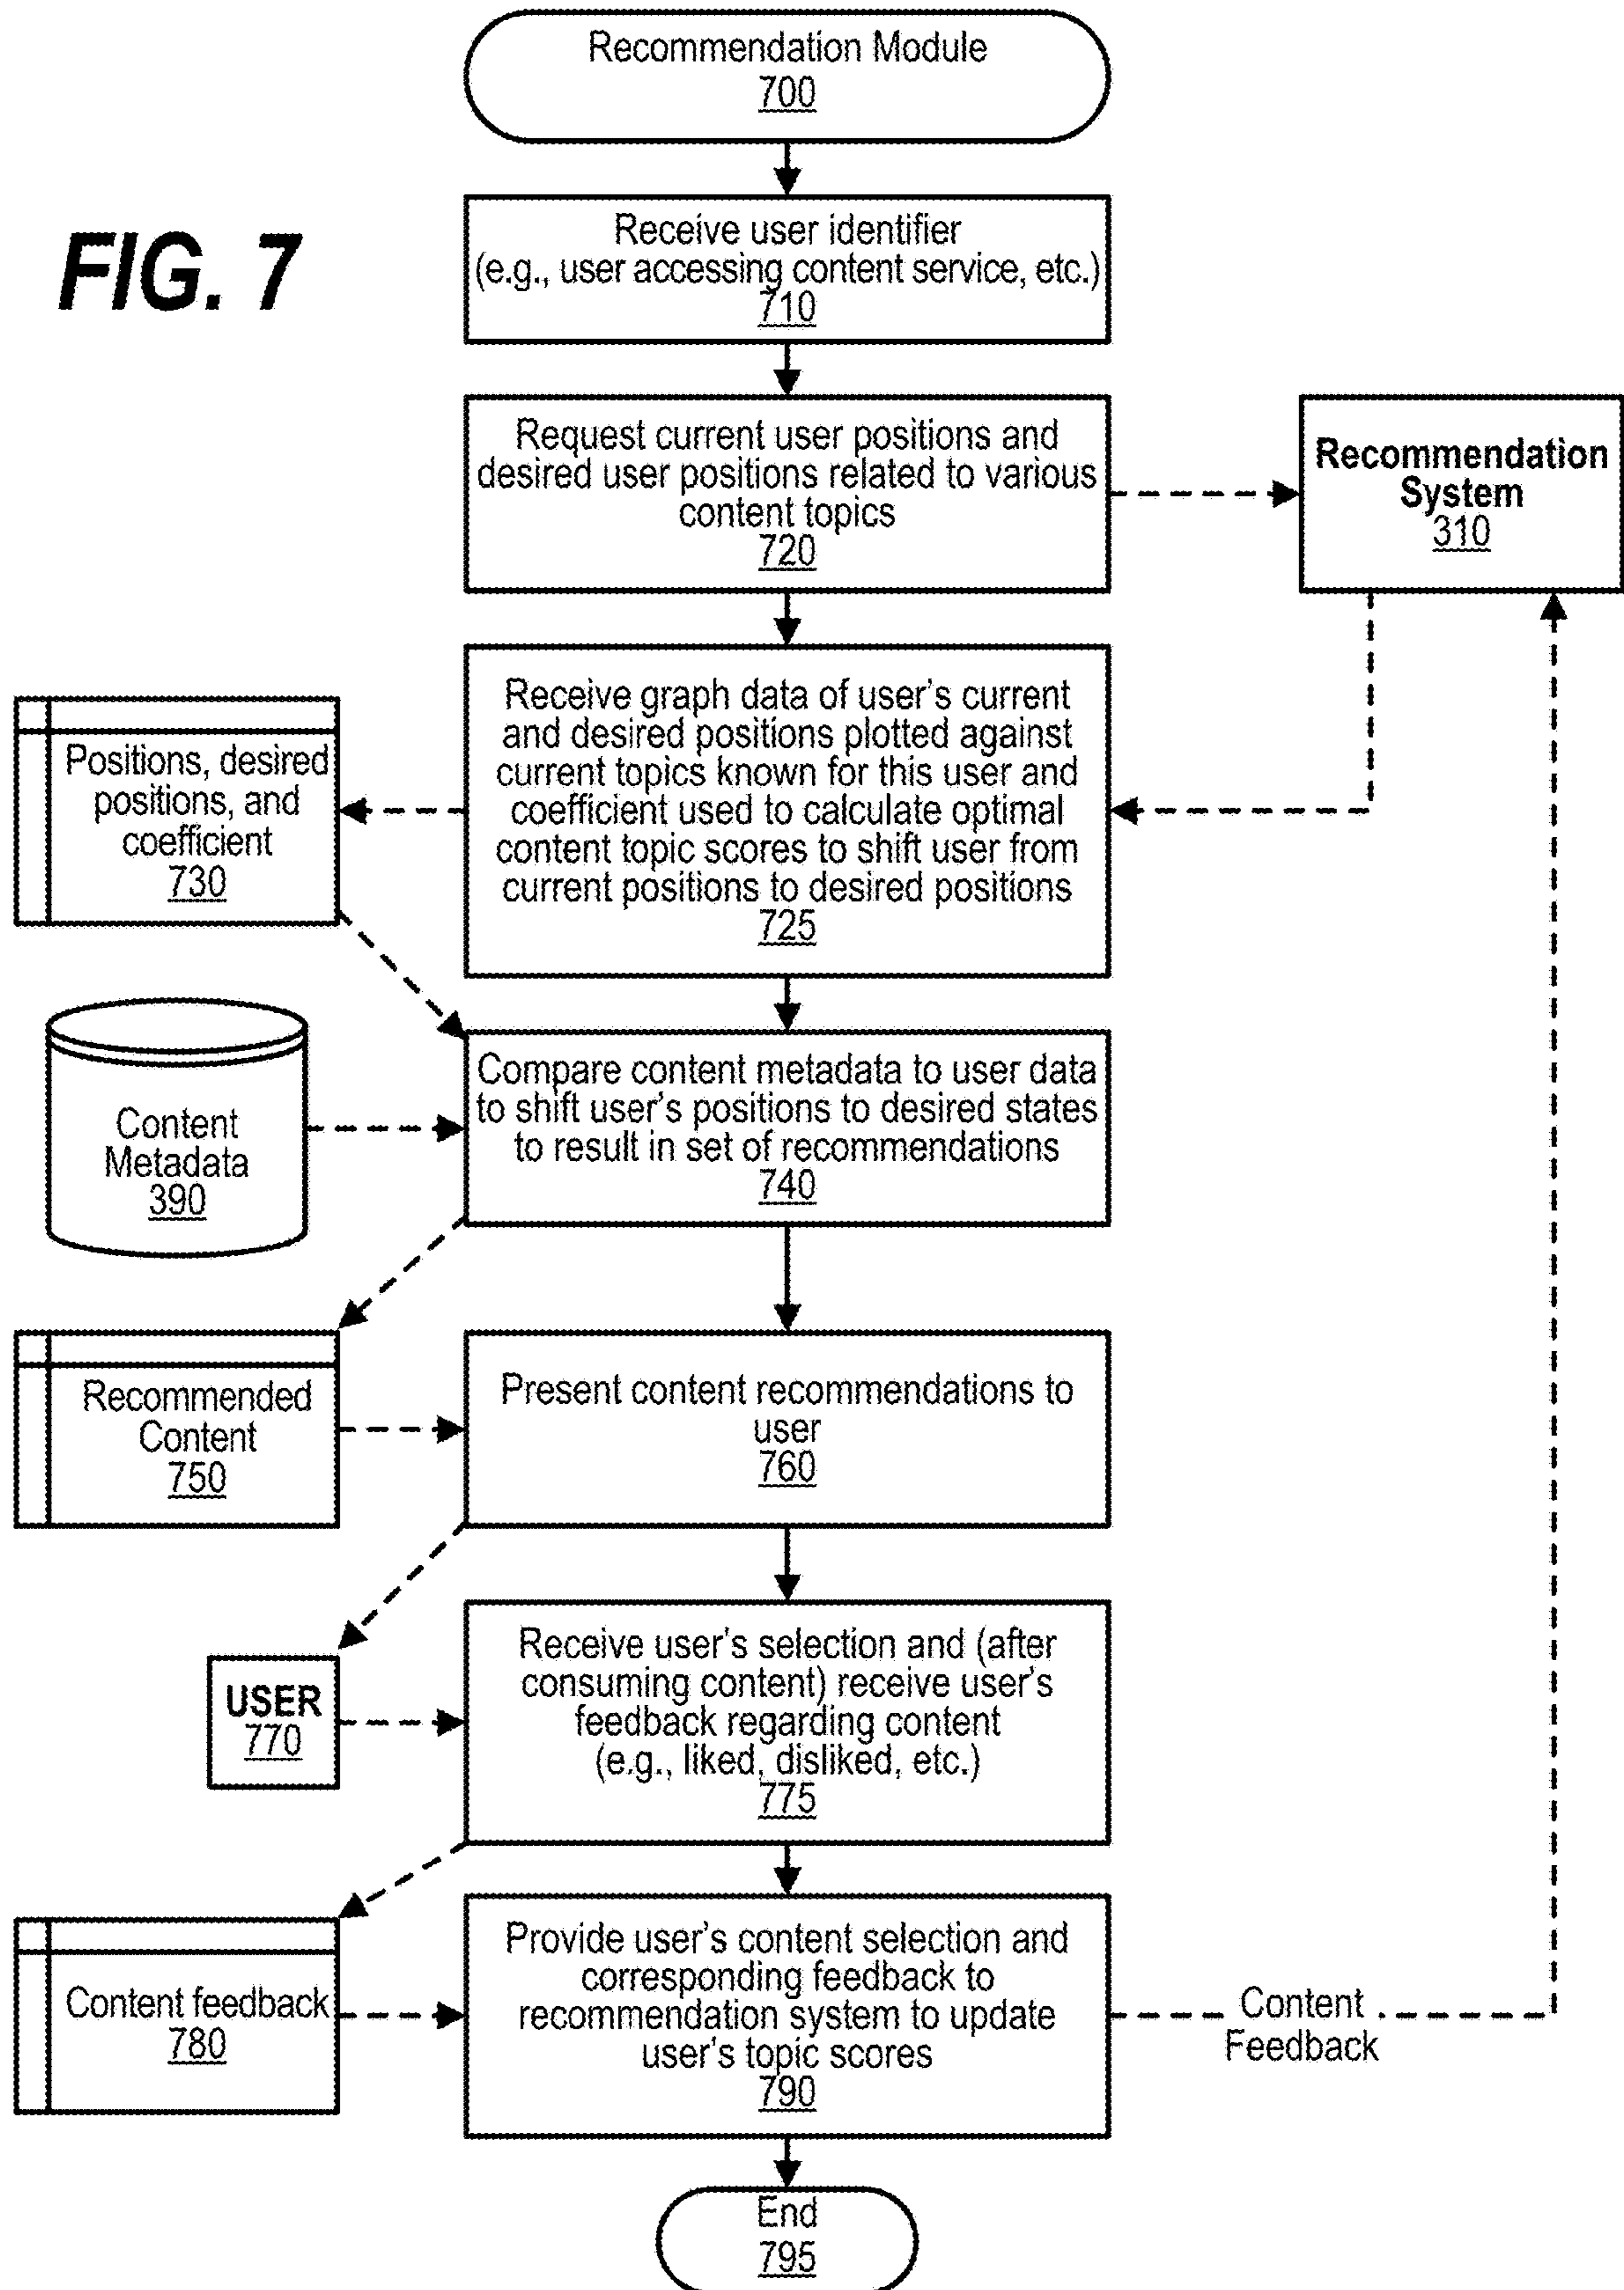 Recommendation Module
700
FIG. 7
Receive user identifier
(e.g., user accessing content service, etc.)
710
Request current user positions and
desired user positions related to various
content topics
720
Recommendation
System
310
Receive graph data of user's current
and desired positions plotted against
current topics known for this user and
coefficient used to calculate optimal
content topic scores to shift user from
current positions to desired positions
725
Positions, desired
positions, and
coefficient
730
Content
Metadata
390
Compare content metadata to user data
to shift user's positions to desired states
to result in set of recommendations
740
Recommended
Content
750
Present content recommendations to
user
760
USER
770
Receive user's selection and (after
consuming content) receive user's
feedback regarding content
(e.g., liked, disliked, etc.)
775
Content feedback
780
Provide user's content selection and
corresponding feedback to
recommendation system to update
user's topic scores
790
Content
Feedback
End
795